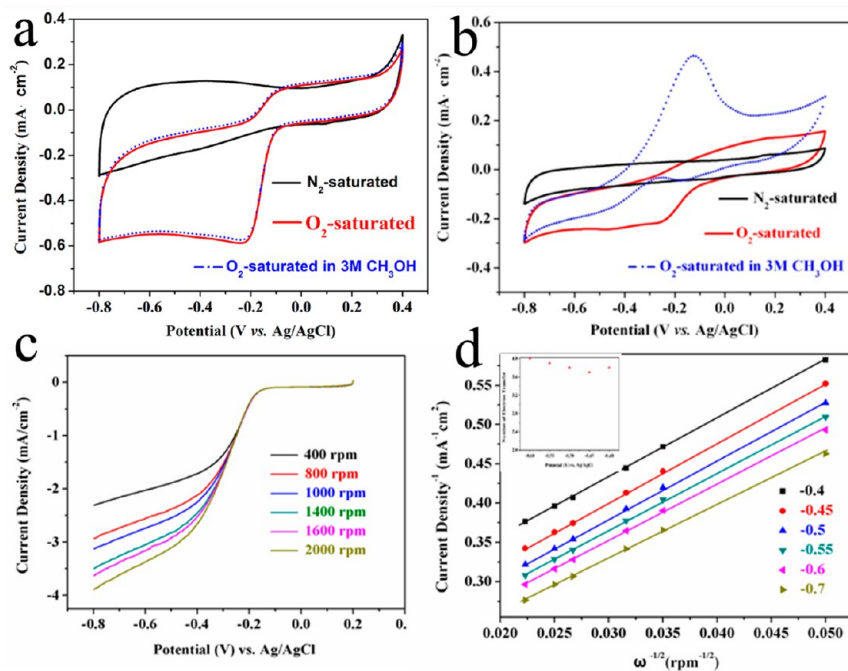 a
Current Density (mA· cm-2)
0.4
0.2
0.0
-0.2
-0.4
-0.6
-0.8
N2-saturated
O2-saturated
O2-saturated in 3M CH3OH
-0.8 -0.6 -0.4 -0.2 0.0 0.2 0.4
Potential (V vs. Ag/AgCl)
b
Current Density (mA· cm-2)
0.6
0.4
0.2
0.0
-0.2
-0.4
N2-saturated
O2-saturated
O2-saturated in 3M CH3OH
-0.8 -0.6 -0.4 -0.2 0.0 0.2 0.4
Potential (V vs. Ag/AgCl)
c
Current Density (mA/cm-2)
0
-1
-2
-3
-4
400 rpm
800 rpm
1000 rpm
1400 rpm
1600 rpm
2000 rpm
-0.8 -0.6 -0.4 -0.2 0.0 0.2 0.
Potential (V) vs. Ag/AgCl
d
Current Density-1 (mA-1cm2)
0.55
0.50
0.45
0.40
0.35
0.30
-0.4
-0.45
-0.5
-0.55
-0.6
-0.7
0.020 0.025 0.030 0.035 0.040 0.045 0.050
ω-1/2(rpm-1/2)